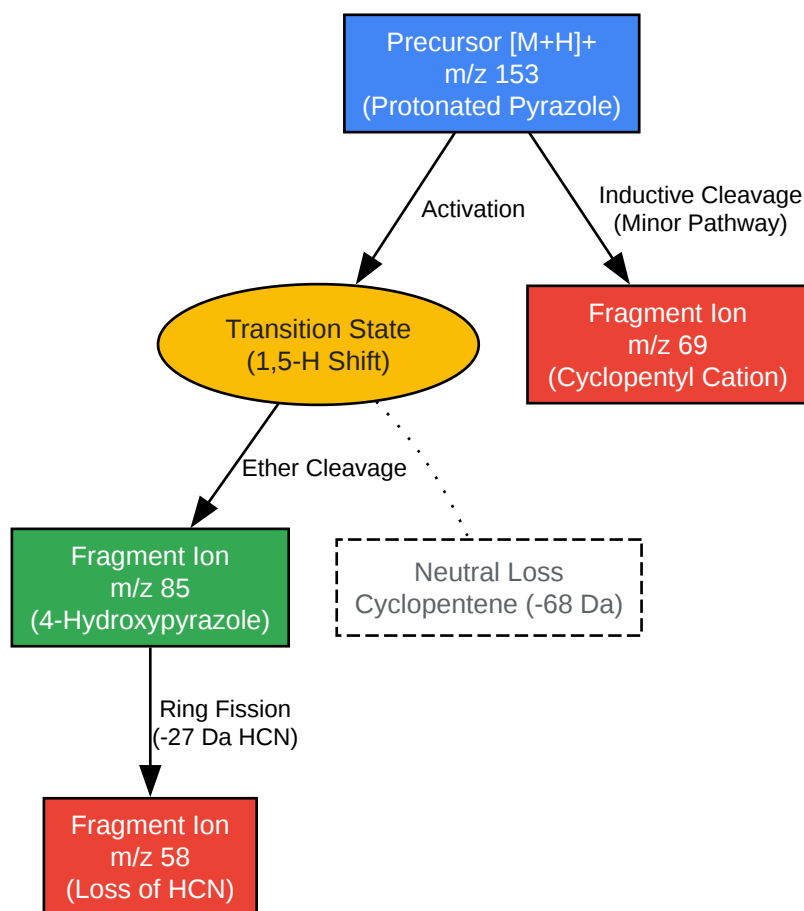 Precursor [M+H]+
m/z 153
(Protonated Pyrazole)
Activation
Inductive Cleavage
(Minor Pathway)
Transition State
(1,5-H Shift)
Fragment Ion
m/z 69
(Cyclopentyl Cation)
Ether Cleavage
Fragment Ion
m/z 85
(4-Hydroxypyrazole)
Neutral Loss
Cyclopentene (-68 Da)
Ring Fission
(-27 Da HCN)
Fragment Ion
m/z 58
(Loss of HCN)